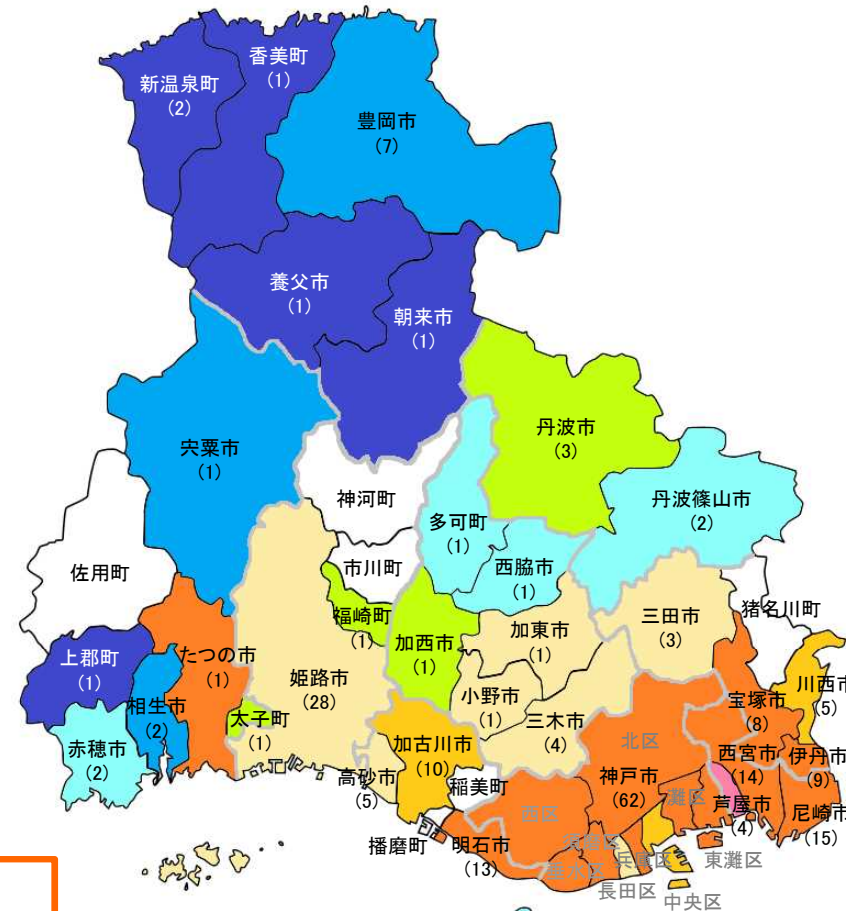 香美町
(1)
新温泉町
(2)
豊岡市
(7)
養父市
(1)
朝来市
(1)
宍粟市
(1)
丹波市
(3)
神河町
多可町
(1)
丹波篠山市
(2)
佐用町
市川町
西脇市
(1)
福崎町
(1)
加西市
(1)
加東市
(1)
三田市
(3)
猪名川町
上郡町
(1)
たつの市
(1)
姫路市
(28)
小野市
(1)
川西市
(5)
相生市
(2)
太子町
(1)
三木市
(4)
宝塚市
(8)
赤穂市
(2)
加古川市
(10)
北区
西宮市
(14)
伊丹市
(9)
高砂市
(5)
稲美町
神戸市
(62)
灘区
芦屋市
(4)
尼崎市
(15)
西区
播磨町
明石市
(13)
須磨区
垂水区
兵庫区
東灘区
長田区
中央区